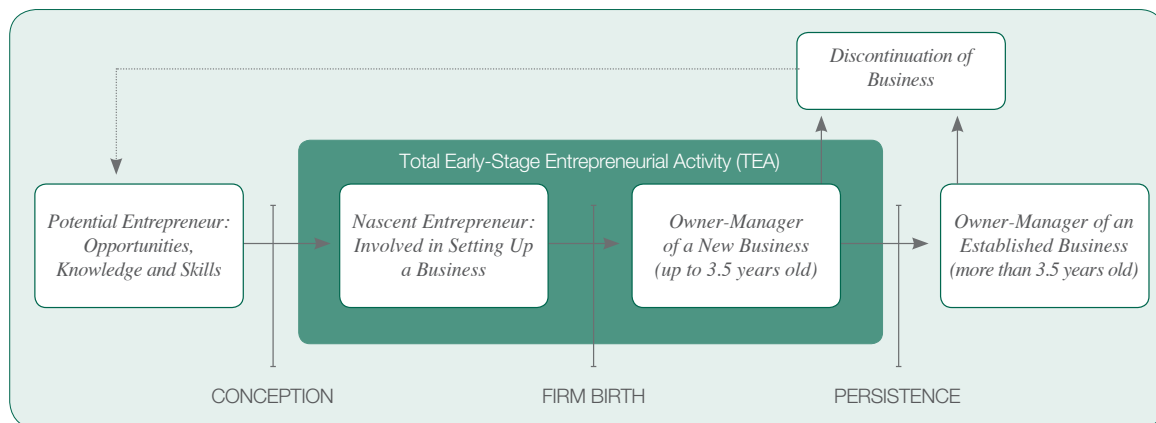 Discontinuation of
Business
Total Early-Stage Entrepreneurial Activity (TEA)
Potential Entrepreneur:
Opportunities,
Knowledge and Skills
Nascent Entrepreneur:
Involved in Setting Up
a Business
Owner-Manager
of a New Business
(up to 3.5 years old)
Owner-Manager of an
Established Business
(more than 3.5 years old)
CONCEPTION
FIRM BIRTH
PERSISTENCE